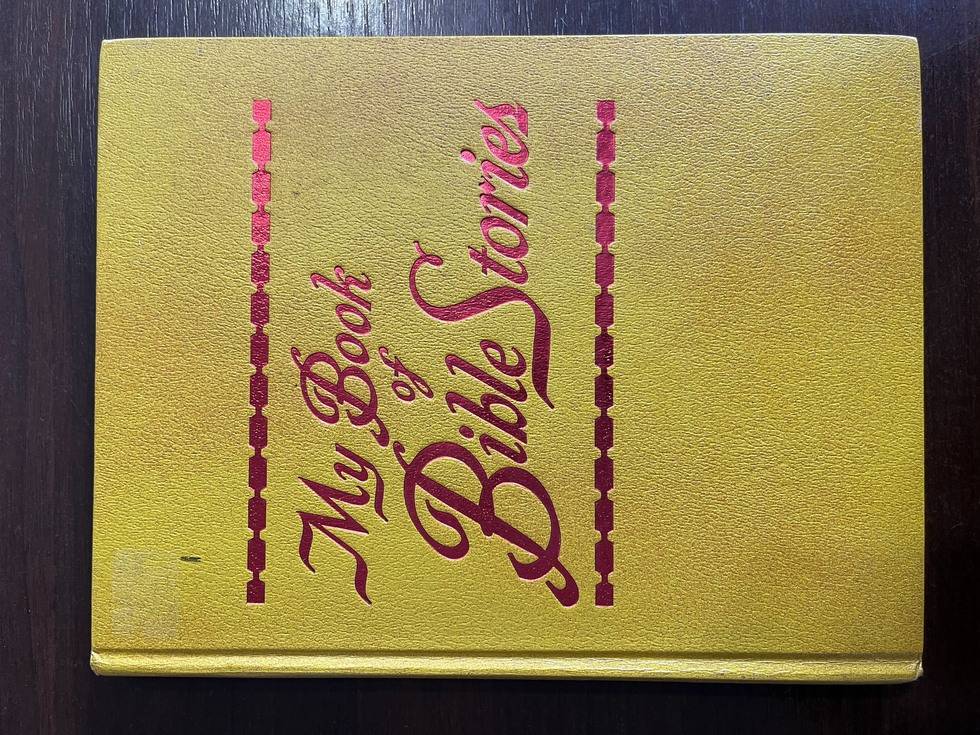 My Book
of
Bible Stories